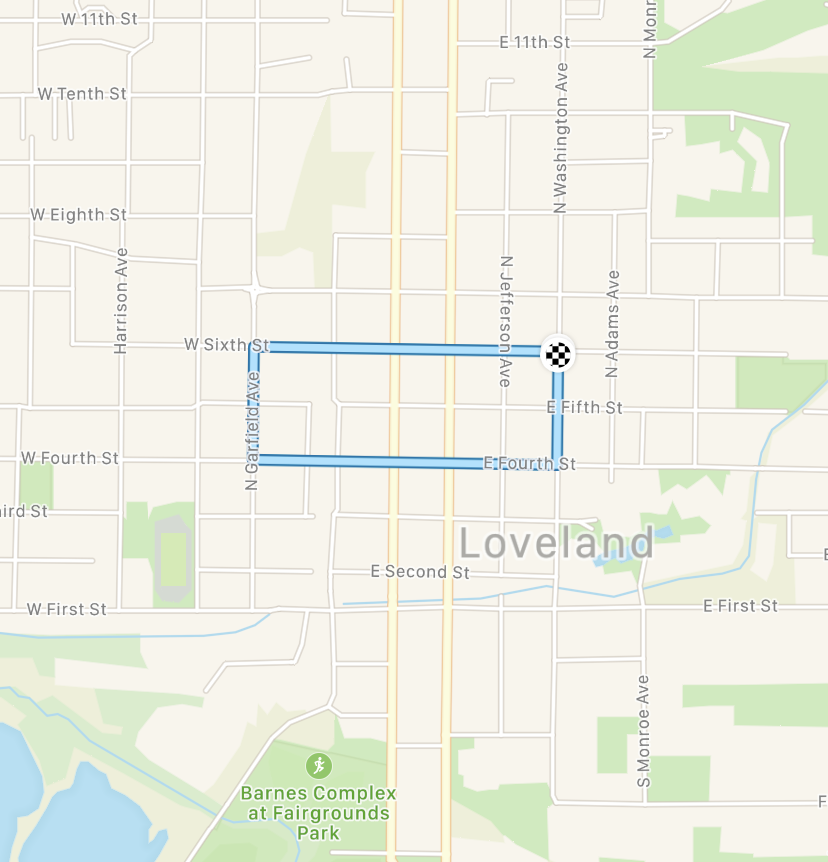 W 11th St
N Monr
E 11th St
W Tenth St
N Washington Ave
W Eighth St
Harrison Ave
N Jefferson Ave
N Adams Ave
W Sixth St
N Garfield Ave
E Fifth St
W Fourth St
E Fourth St
ird St
Loveland
E
E Second St
W First St
E First St
S Monroe Ave
Barnes Complex
at Fairgrounds
Park
F